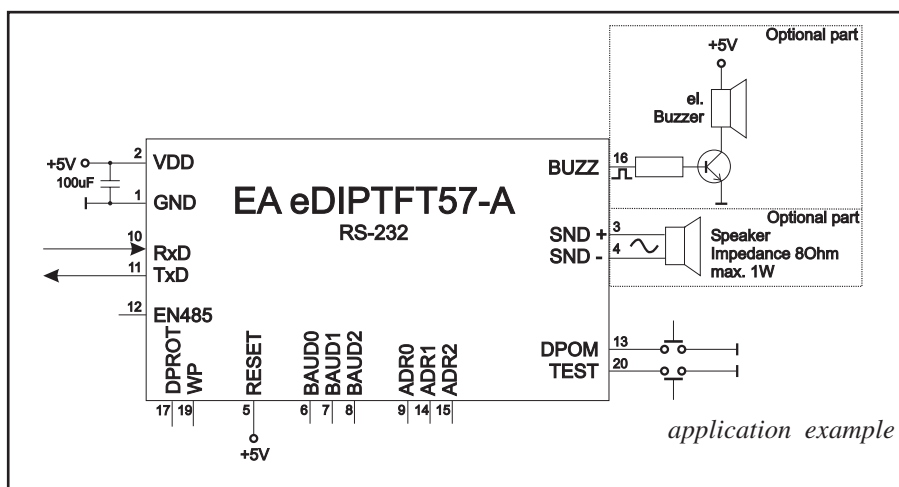 Optional part
+5V
el.
Buzzer
2
VDD
+5V
100uF
1
GND
EA eDIPTFT57-A
RS-232
BUZZ
16
Optional part
10
RxD
11
TxD
SND +
3
SND -
4
Speaker
Impedance 8Ohm
max. 1W
12
EN485
DPROT
WP
RESET
BAUD0
BAUD1
BAUD2
ADR0
ADR1
ADR2
DPOM
13
TEST
20
17
19
5
6
7
8
9
14
15
+5V
application example